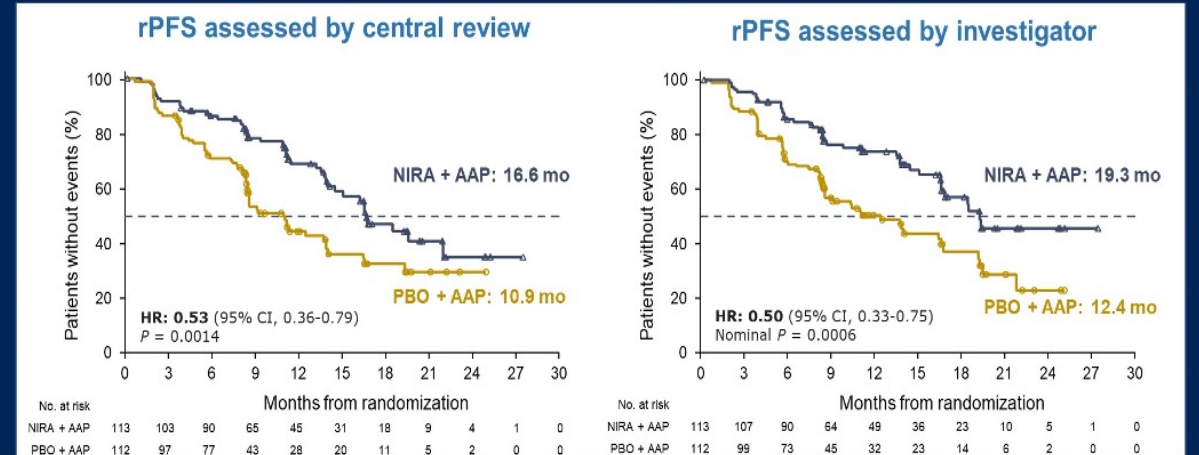 rPFS assessed by central review
Patients without events (%)
100
80
60
40
20
0
NIRA + AAP: 16.6 mo
PBO + AAP: 10.9 mo
HR: 0.53 (95% CI, 0.36-0.79)
P = 0.0014
0 3 6 9 12 15 18 21 24 27 30
Months from randomization
No. at risk
NIRA + AAP 113 103 90 65 45 31 18 9 4 1 0
PBO + AAP 112 97 77 43 28 20 11 5 2 0 0
rPFS assessed by investigator
Patients without events (%)
100
80
60
40
20
0
NIRA + AAP: 19.3 mo
PBO + AAP: 12.4 mo
HR: 0.50 (95% CI, 0.33-0.75)
Nominal P = 0.0006
0 3 6 9 12 15 18 21 24 27 30
Months from randomization
No. at risk
NIRA + AAP 113 107 90 64 49 36 23 10 5 1 0
PBO + AAP 112 99 73 45 32 23 14 6 2 0 0